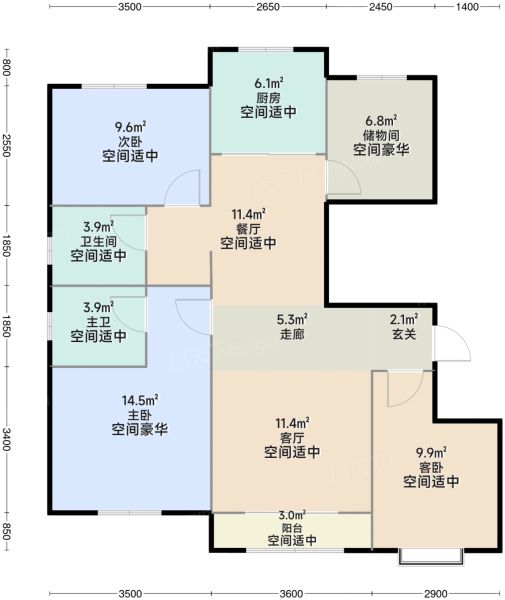 3500 2650 2450 1400
800
2550
1850
1850
3400
850
6.1㎡
厨房
空间适中
6.8㎡
储物间
空间豪华
9.6㎡
次卧
空间适中
11.4㎡
餐厅
空间适中
3.9㎡
卫生间
空间适中
3.9㎡
主卫
空间适中
5.3㎡
走廊
2.1㎡
玄关
14.5㎡
主卧
空间豪华
11.4㎡
客厅
空间适中
9.9㎡
客卧
空间适中
3.0㎡
阳台
空间适中
3500 3600 2900